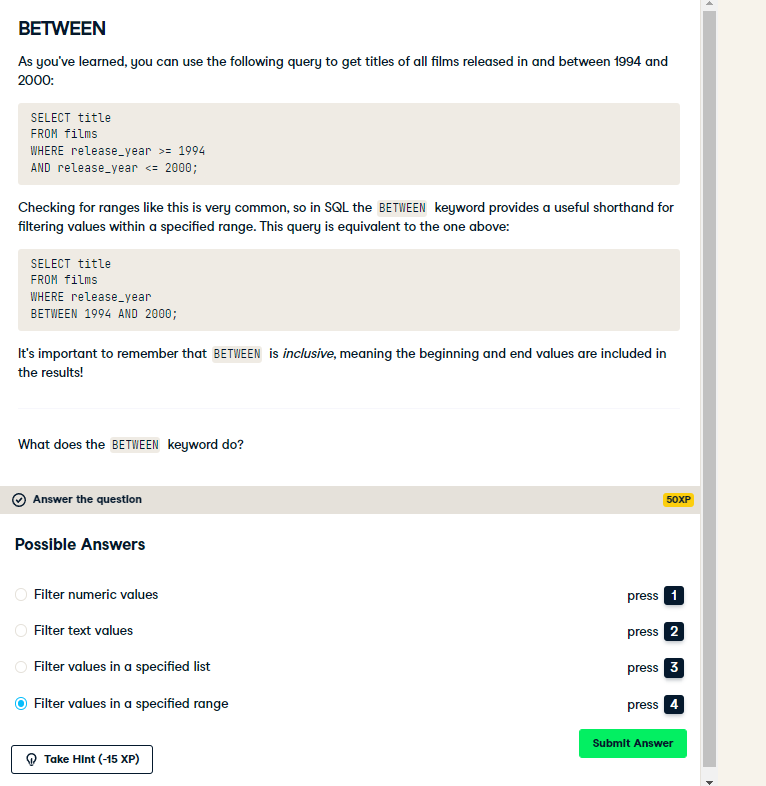 BETWEEN
As you've learned, you can use the following query to get titles of all films released in and between 1994 and
2000:
SELECT title
FROM films
WHERE release_year >= 1994
AND release_year <= 2000;
Checking for ranges like this is very common, so in SQL the BETWEEN keyword provides a useful shorthand for
filtering values within a specified range. This query is equivalent to the one above:
SELECT title
FROM films
WHERE release_year
BETWEEN 1994 AND 2000;
It's important to remember that BETWEEN is inclusive, meaning the beginning and end values are included in
the results!
What does the BETWEEN keyword do?
Answer the question 50XP
Possible Answers
Filter numeric values press 1
Filter text values press 2
Filter values in a specified list press 3
Filter values in a specified range press 4
Submit Answer
Take Hint (-15 XP)